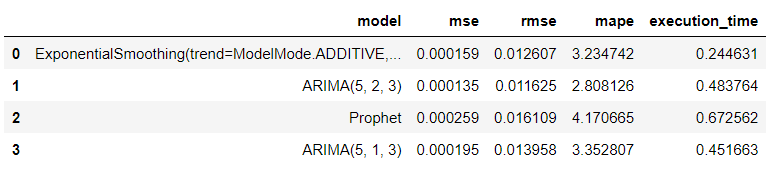 model mse rmse mape execution_time
0 ExponentialSmoothing(trend=ModelMode.ADDITIVE,... 0.000159 0.012607 3.234742 0.244631
1 ARIMA(5, 2, 3) 0.000135 0.011625 2.808126 0.483764
2 Prophet 0.000259 0.016109 4.170665 0.672562
3 ARIMA(5, 1, 3) 0.000195 0.013958 3.352807 0.451663